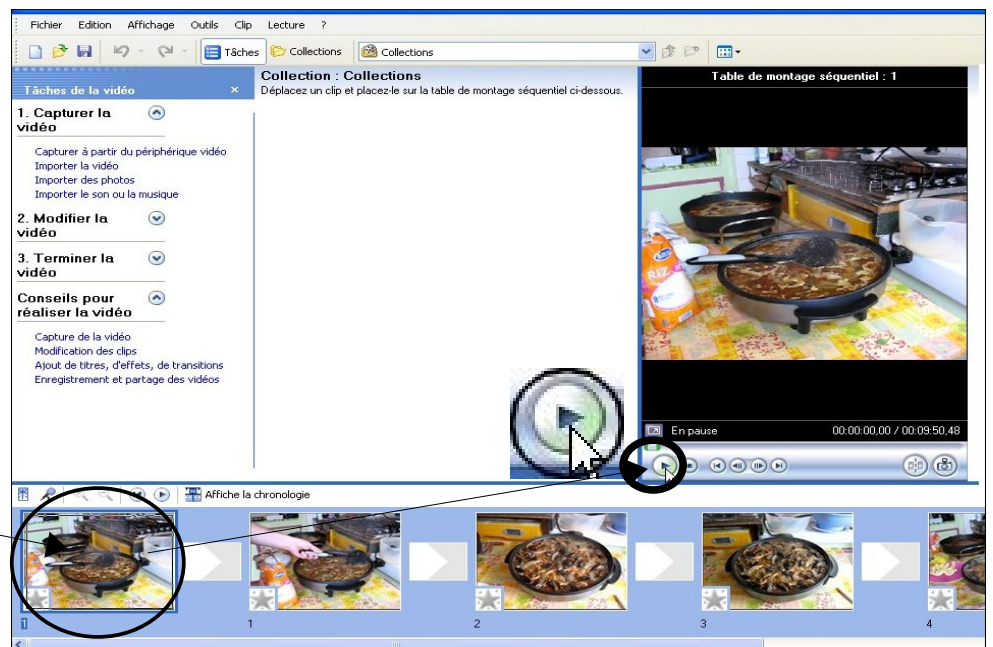 Fichier Edition Affichage Outils Clip Lecture ?
Tâches Collections Collections
Tâches de la vidéo ×
1. Capturer la
vidéo
Capturer à partir du périphérique vidéo
Importer la vidéo
Importer des photos
Importer le son ou la musique
2. Modifier la
vidéo
3. Terminer la
vidéo
Conseils pour
réaliser la vidéo
Capture de la vidéo
Modification des clips
Ajout de titres, d'effets, de transitions
Enregistrement et partage des vidéos
Collection : Collections
Déplacez un clip et placez-le sur la table de montage séquentiel ci-dessous.
Table de montage séquentiel : 1
RIZ
En pause 00:00:00,00 / 00:09:50,48
Affiche la chronologie
1 1 2 3 4